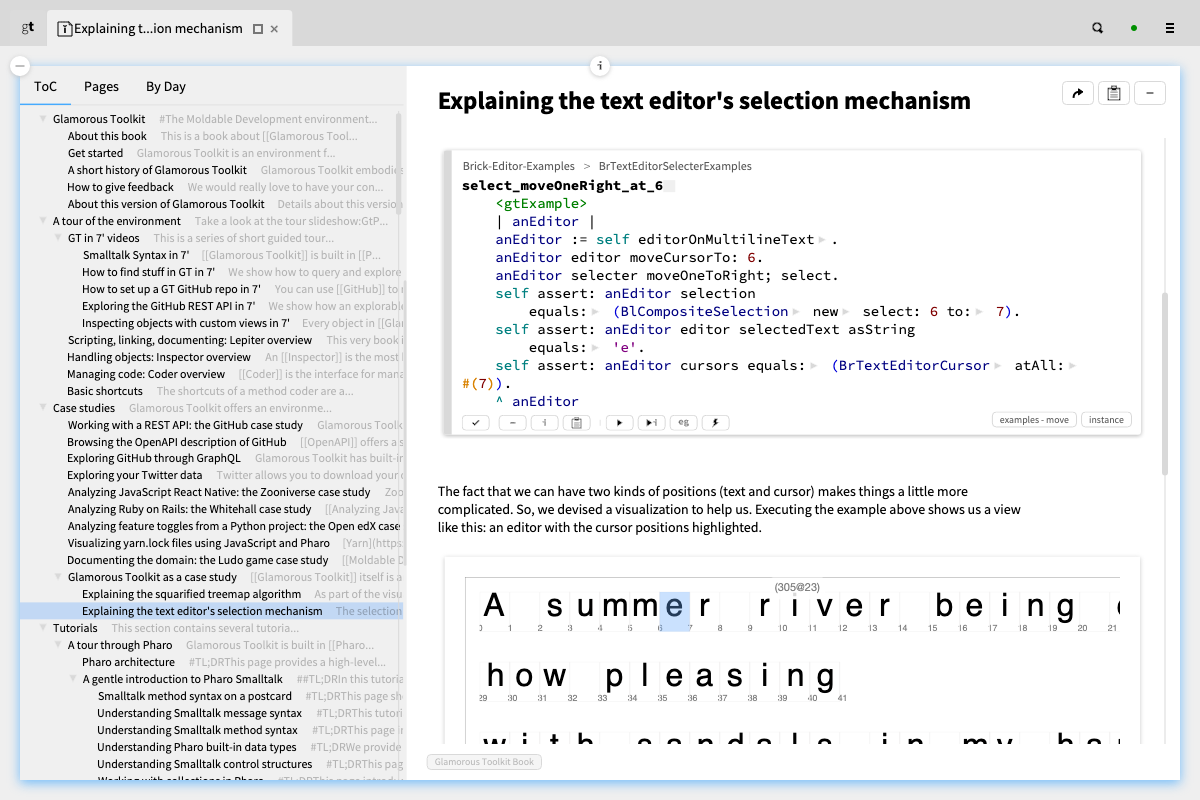 gt
Explaining t...ion mechanism
ToC Pages By Day
Glamorous Toolkit #The Moldable Development environment...
About this book This is a book about [[Glamorous Tool...
Get started Glamorous Toolkit is an environment f...
A short history of Glamorous Toolkit Glamorous Toolkit embodie
How to give feedback We would really love to have your con...
About this version of Glamorous Toolkit Details about this version
A tour of the environment Take a look at the tour slideshow:GtP...
GT in 7' videos This is a series of short guided tour...
Smalltalk Syntax in 7' [[Glamorous Toolkit]] is built in [[P...
How to find stuff in GT in 7' We show how to query and explore
How to set up a GT GitHub repo in 7' You can use [[GitHub]] to
Exploring the GitHub REST API in 7' We show how an explorable
Inspecting objects with custom views in 7' Every object in [[Gla
Scripting, linking, documenting: Lepiter overview This very book i
Handling objects: Inspector overview An [[Inspector]] is the most
Managing code: Coder overview [[Coder]] is the interface for mana
Basic shortcuts The shortcuts of a method coder are a...
Case studies Glamorous Toolkit offers an environme...
Working with a REST API: the GitHub case study Glamorous Toolk
Browsing the OpenAPI description of GitHub [[OpenAPI]] offers a s
Exploring GitHub through GraphQL Glamorous Toolkit has built-in
Exploring your Twitter data Twitter allows you to download your
Analyzing JavaScript React Native: the Zooniverse case study Zoo
Analyzing Ruby on Rails: the Whitehall case study [[Analyzing Java
Analyzing feature toggles from a Python project: the Open edX case
Visualizing yarn.lock files using JavaScript and Pharo [Yarn](https:
Documenting the domain: the Ludo game case study [[Moldable D
Glamorous Toolkit as a case study [[Glamorous Toolkit]] itself is a
Explaining the squarified treemap algorithm As part of the visu
Explaining the text editor's selection mechanism The selection
Tutorials This section contains several tutoria...
A tour through Pharo Glamorous Toolkit is built in [[Pharo...
Pharo architecture #TL;DRThis page provides a high-level...
A gentle introduction to Pharo Smalltalk ##TL;DRIn this tutoria
Smalltalk method syntax on a postcard #TL;DRThis page sh
Understanding Smalltalk message syntax #TL;DRThis tutori
Understanding Smalltalk method syntax #TL;DRThis page i
Understanding Pharo built-in data types #TL;DRWe provide
Understanding Smalltalk control structures #TL;DRThis pag
Working with collections in Pharo #TL;DRThis page introdu
Explaining the text editor's selection mechanism
Brick-Editor-Examples > BrTextEditorSelecterExamples
select_moveOneRight_at_6
<gtExample>
| anEditor |
anEditor := self editorOnMultilineText .
anEditor editor moveCursorTo: 6.
anEditor selecter moveOneToRight; select.
self assert: anEditor selection
equals: (BlCompositeSelection new select: 6 to: 7).
self assert: anEditor editor selectedText asString
equals: 'e'.
self assert: anEditor cursors equals: (BrTextEditorCursor atAll:
#(7)).
^ anEditor
eg
examples - move instance
The fact that we can have two kinds of positions (text and cursor) makes things a little more
complicated. So, we devised a visualization to help us. Executing the example above shows us a view
like this: an editor with the cursor positions highlighted.
(305@23)
A summer river being
0 1 2 3 4 5 6 7 8 9 10 11 12 13 14 15 16 17 18 19 20 21
how pleasing
29 30 31 32 33 34 35 36 37 38 39 40 41
with sandals in my ha
Glamorous Toolkit Book